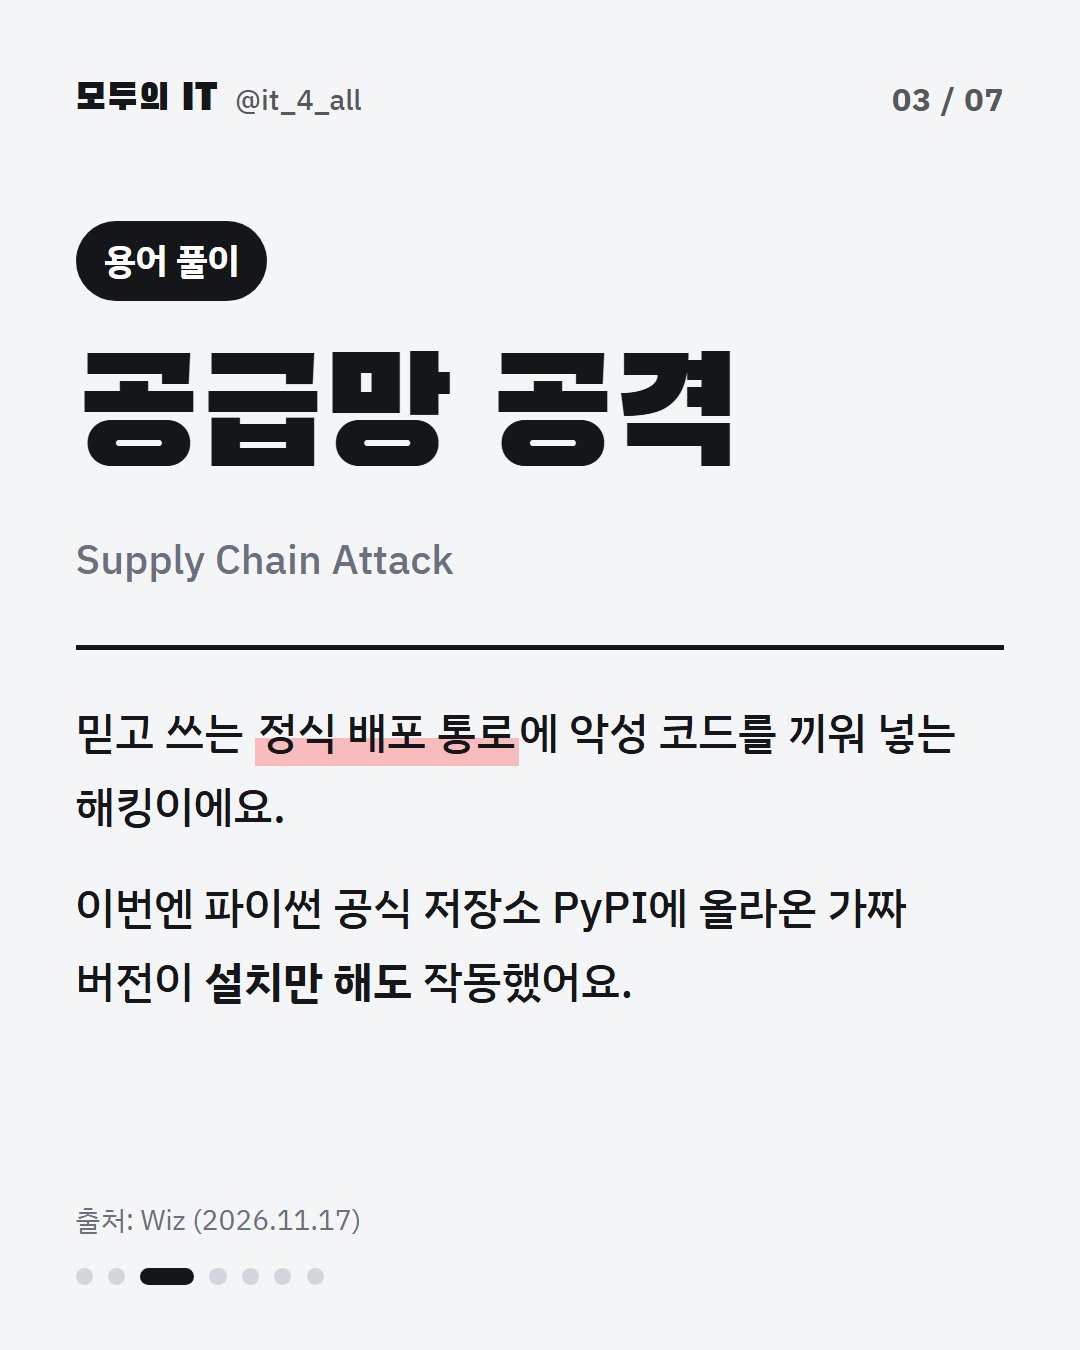 모두의 IT @it_4_all
03 / 07
용어 풀이
공급망 공격
Supply Chain Attack
믿고 쓰는 정식 배포 통로에 악성 코드를 끼워 넣는
해킹이에요.
이번엔 파이썬 공식 저장소 PyPI에 올라온 가짜
버전이 설치만 해도 작동했어요.
출처: Wiz (2026.11.17)